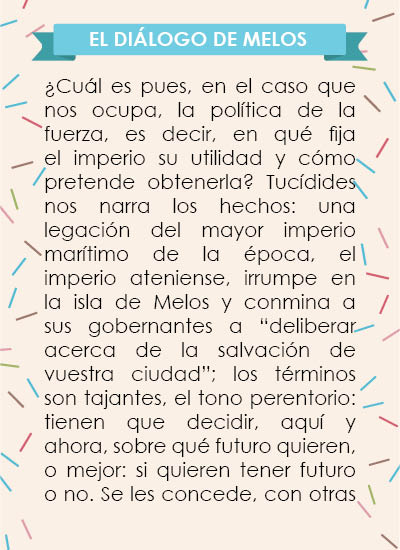 EL DIÁLOGO DE MELOS
¿Cuál es pues, en el caso que
nos ocupa, la política de la
fuerza, es decir, en qué fija
el imperio su utilidad y cómo
pretende obtenerla? Tucídides
nos narra los hechos: una
legación del mayor imperio
marítimo de la época, el
imperio ateniense, irrumpe en
la isla de Melos y conmina a
sus gobernantes a “deliberar
acerca de la salvación de
vuestra ciudad”; los términos
son tajantes, el tono perentorio:
tienen que decidir, aquí y
ahora, sobre qué futuro quieren,
o mejor: si quieren tener futuro
o no. Se les concede, con otras